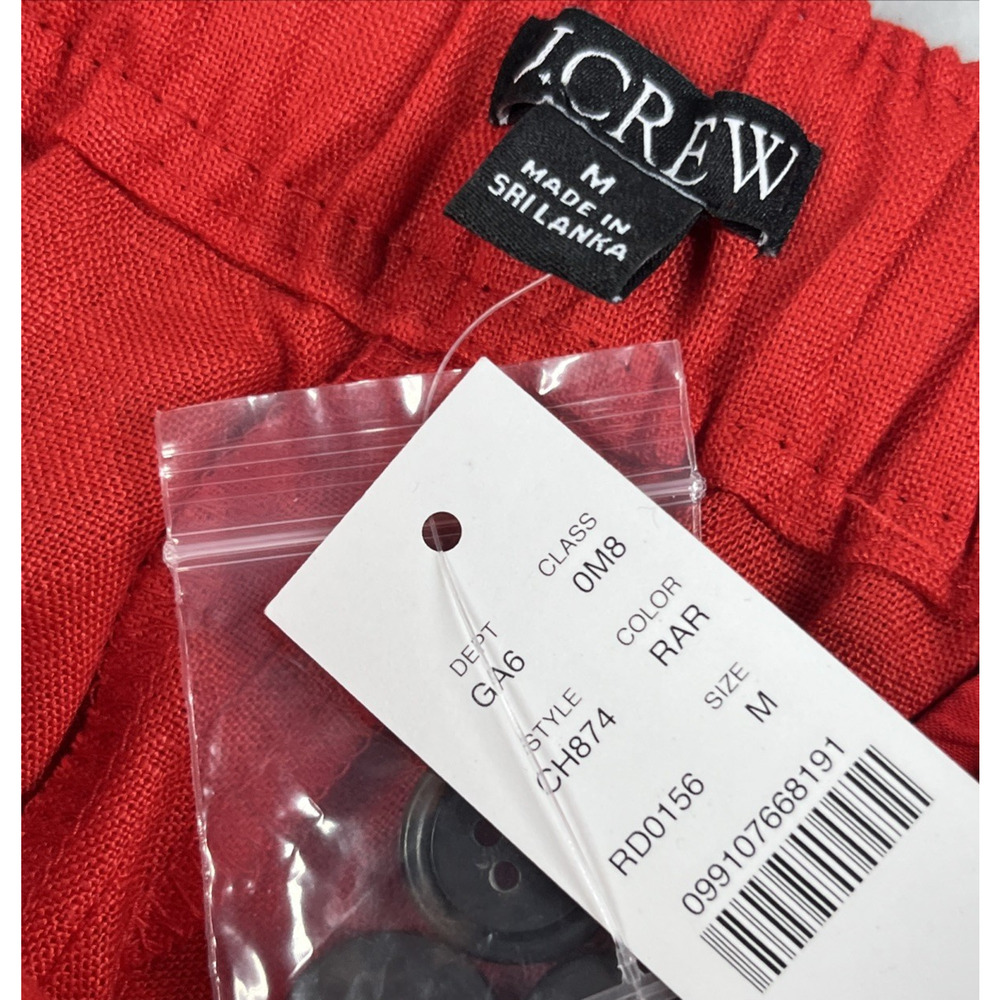 J.CREW
M
MADE IN
SRI LANKA
CLASS
0M8
COLOR
RAR
DEPT
GA6
SIZE
M
STYLE
CH874
RD0156
099107668191